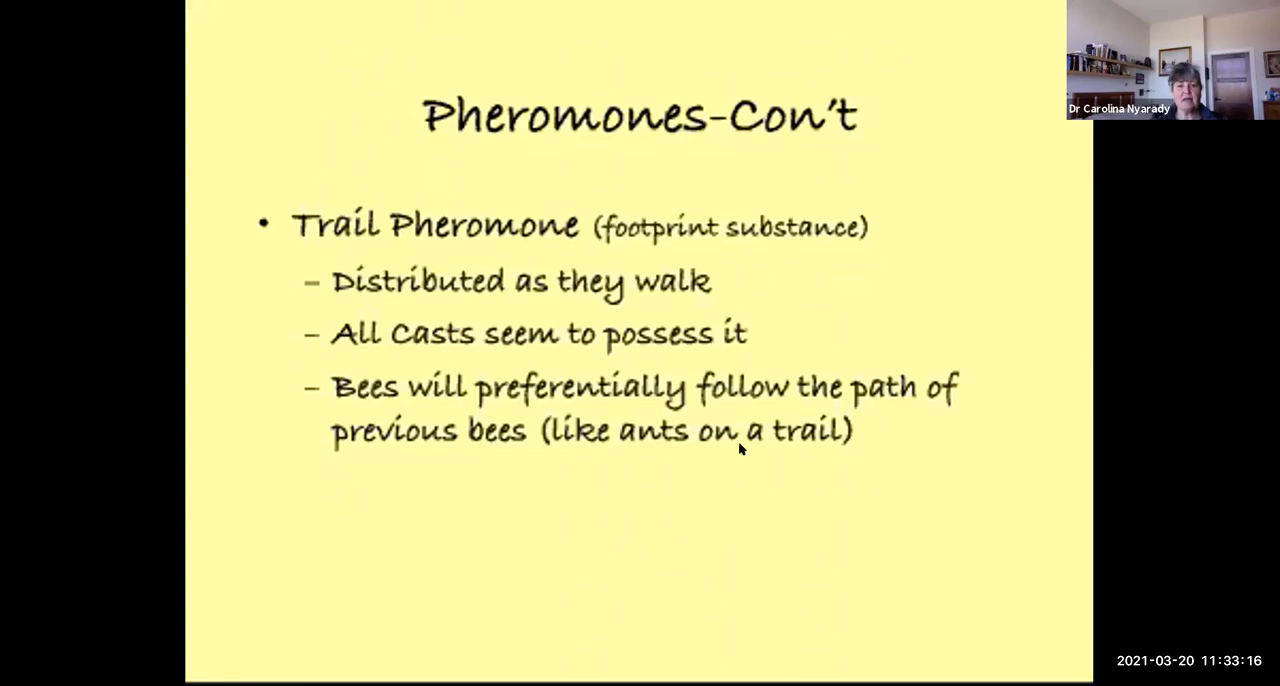 Pheromones-Con't
Dr Carolina Nyarady
• Trail Pheromone (footprint substance)
– Distributed as they walk
– All Casts seem to possess it
– Bees will preferentially follow the path of
previous bees (like ants on a trail)
2021-03-20 11:33:16